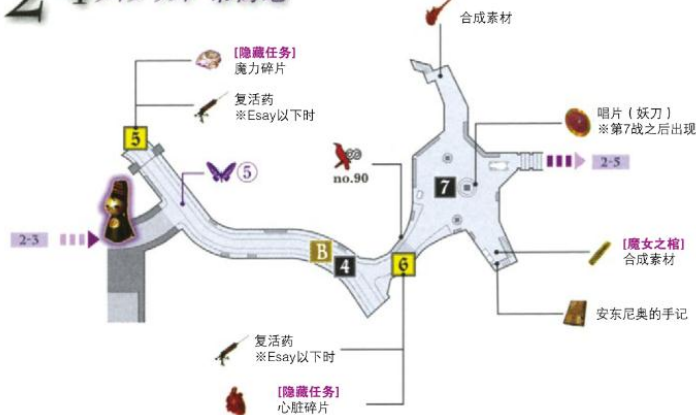 2-4
合成素材
[隐藏任务]
魔力碎片
复活药
※Esay以下时
5
⑤
no.90
唱片（妖刀）
※第7战之后出现
2-5
7
2-3
B
4
6
[魔女之棺]
合成素材
安东尼奥的手记
复活药
※Esay以下时
[隐藏任务]
心脏碎片